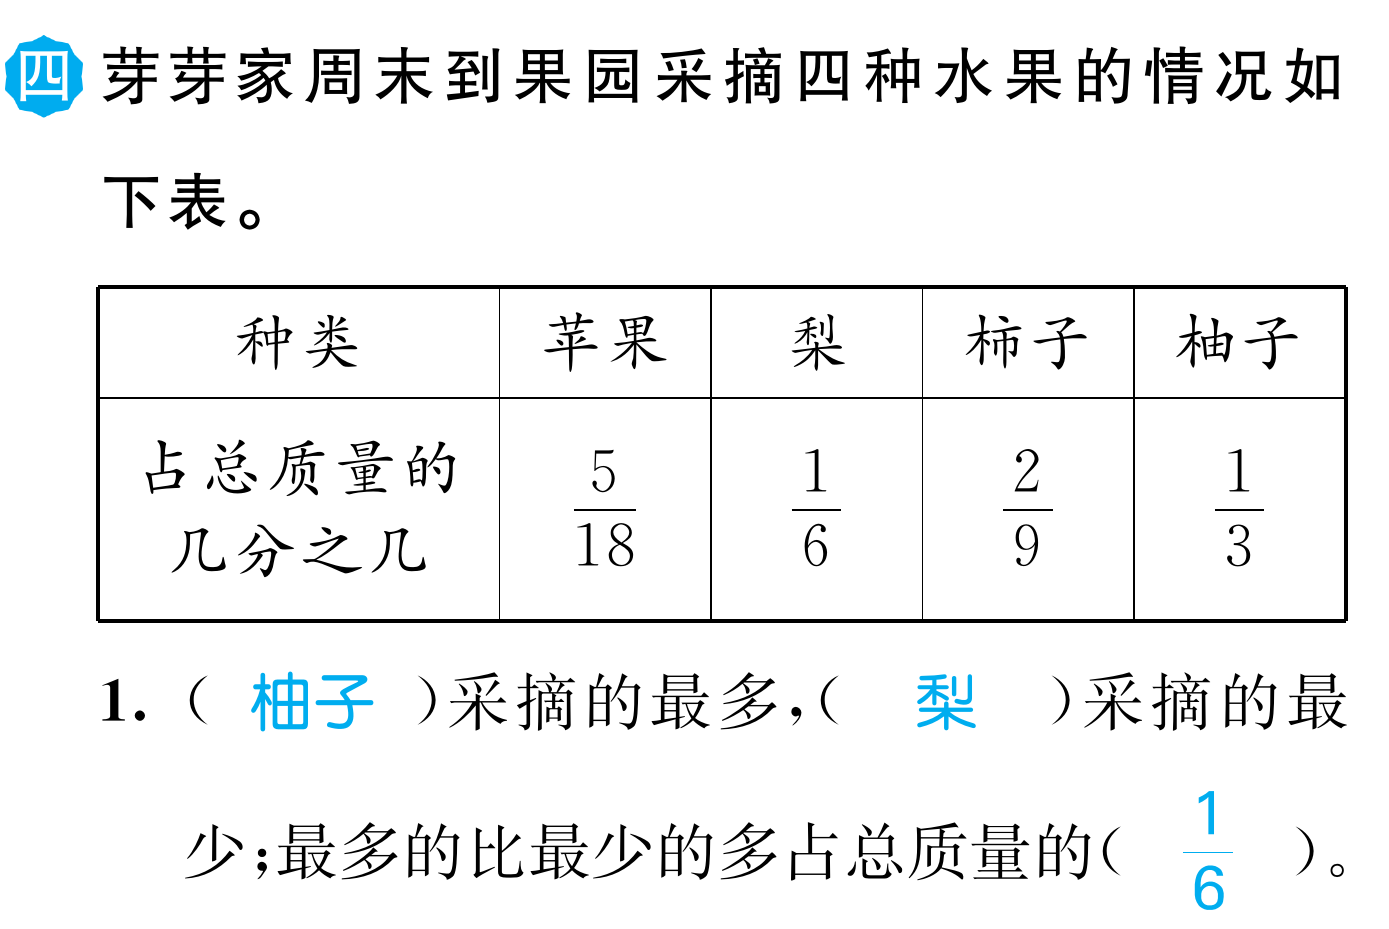 四 芽芽家周末到果园采摘四种水果的情况如
下表。
种类 苹果 梨 柿子 柚子
占总质量的几分之几 5/18 1/6 2/9 1/3
1.（ 柚子 ）采摘的最多，（ 梨 ）采摘的最
少；最多的比最少的多占总质量的（ 1/6 ）。